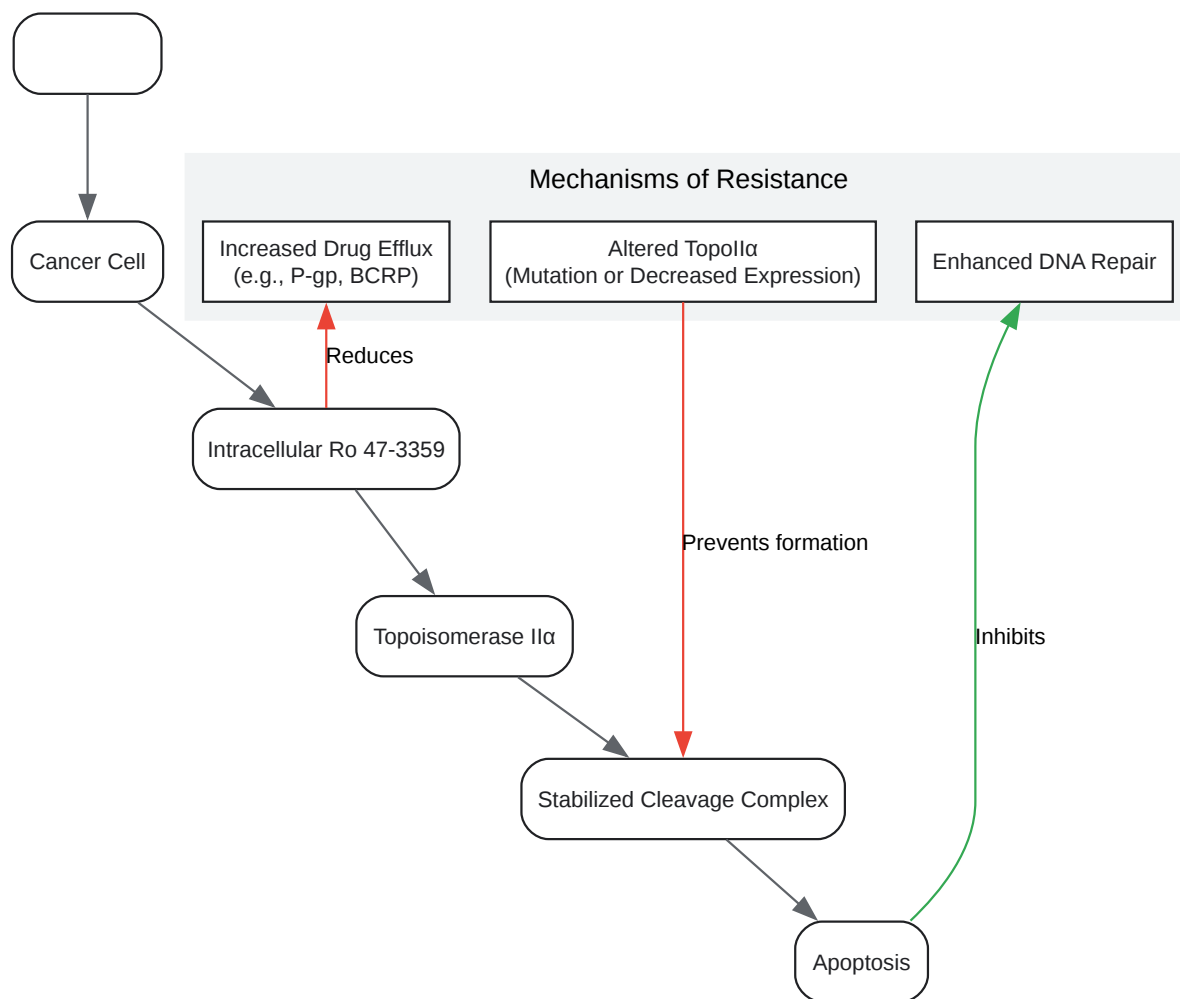 Mechanisms of Resistance
Cancer Cell
Increased Drug Efflux
(e.g., P-gp, BCRP)
Altered TopoIIα
(Mutation or Decreased Expression)
Enhanced DNA Repair
Reduces
Intracellular Ro 47-3359
Prevents formation
Topoisomerase IIα
Inhibits
Stabilized Cleavage Complex
Apoptosis